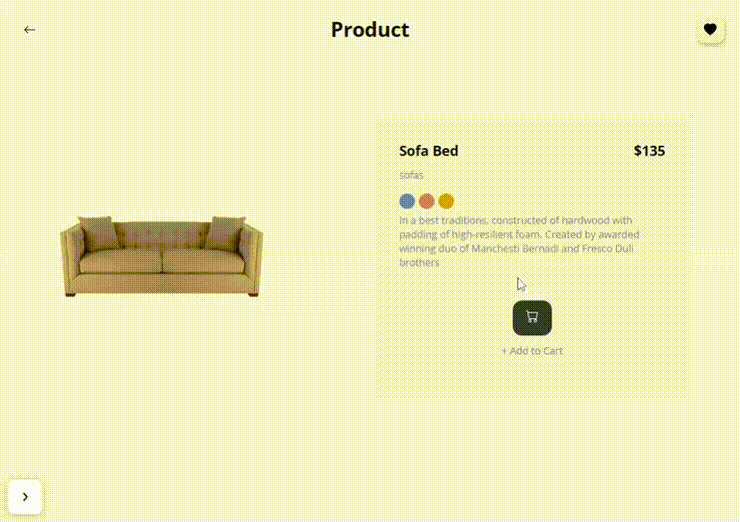 Product
Sofa Bed $135
sofas
In a best traditions, constructed of hardwood with
padding of high-resilient foam. Created by awarded
winning duo of Manchesti Bernadi and Fresco Duli
brothers
+ Add to Cart